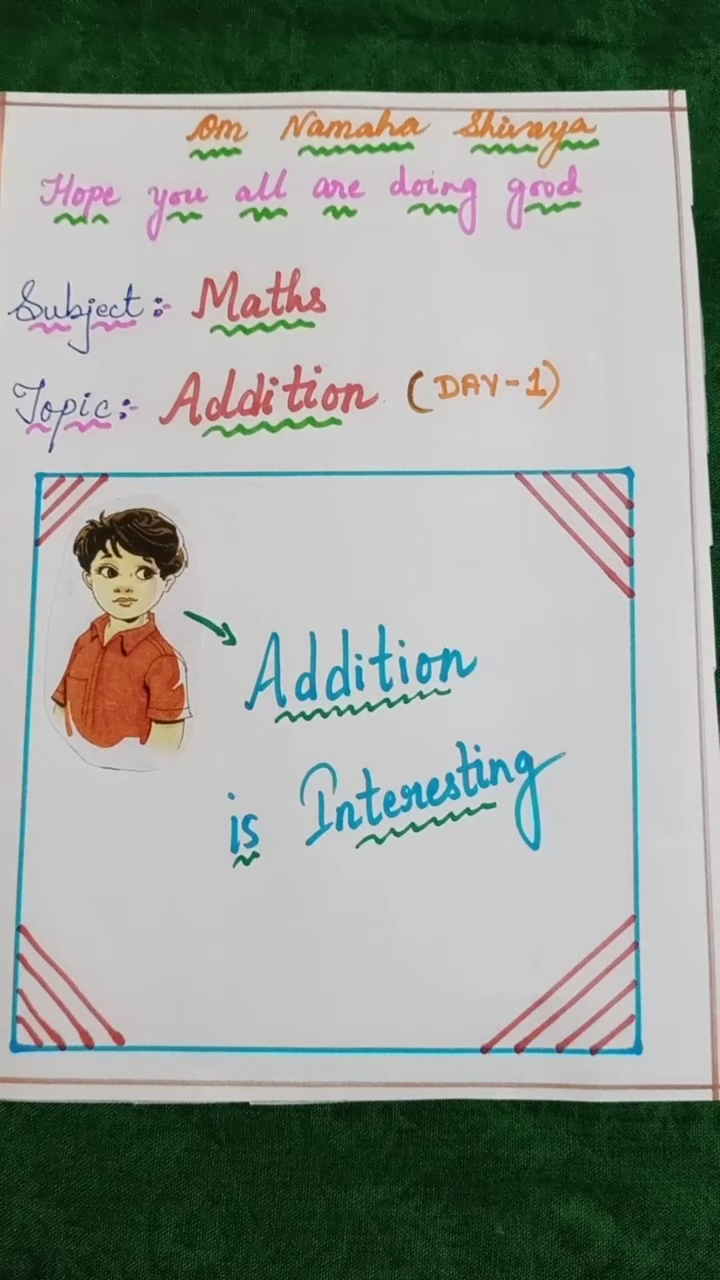 Om Namaha Shivaya
Hope you all are doing good
Subject:- Maths
Topic:- Addition (DAY-1)
Addition
is Interesting